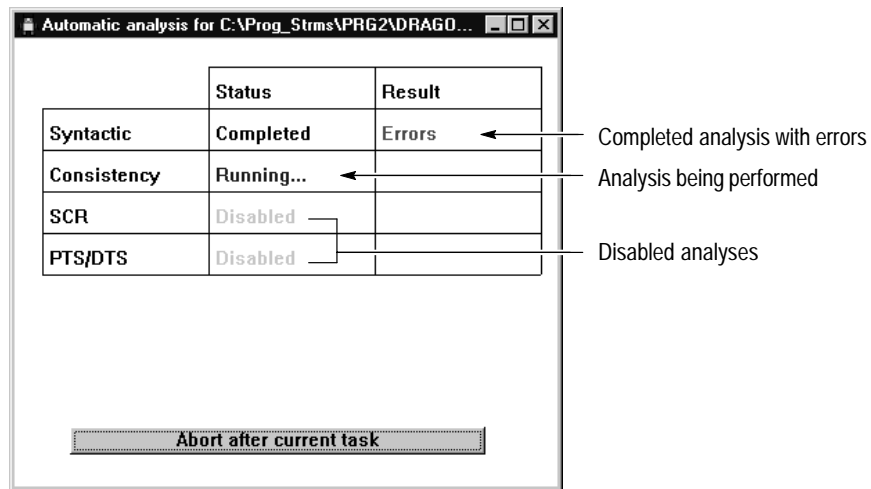 Automatic analysis for C:\Prog_Strms\PRG2\DRAGO...
Status Result
Syntactic Completed Errors
Completed analysis with errors
Consistency Running...
Analysis being performed
SCR Disabled
Disabled analyses
PTS/DTS Disabled
Abort after current task